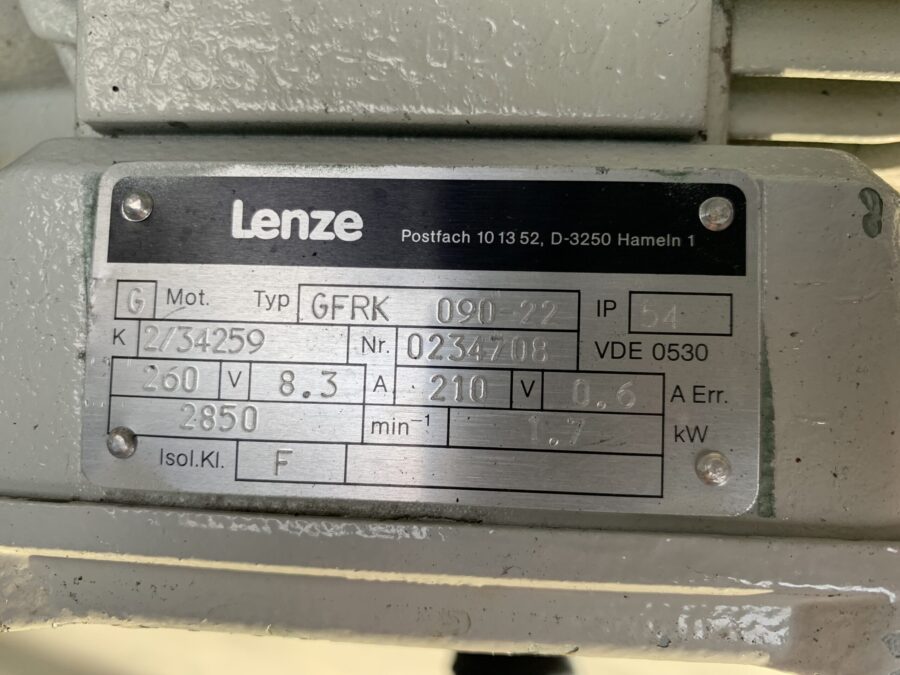 Lenze Postfach 10 13 52, D-3250 Hameln 1
G Mot. Typ GFRK 090-22 IP 54
K 2/34259 Nr. 0234708 VDE 0530
260 V 8.3 A 210 V 0.6 A Err.
2850 min⁻¹ 1.7 kW
Isol.Kl. F